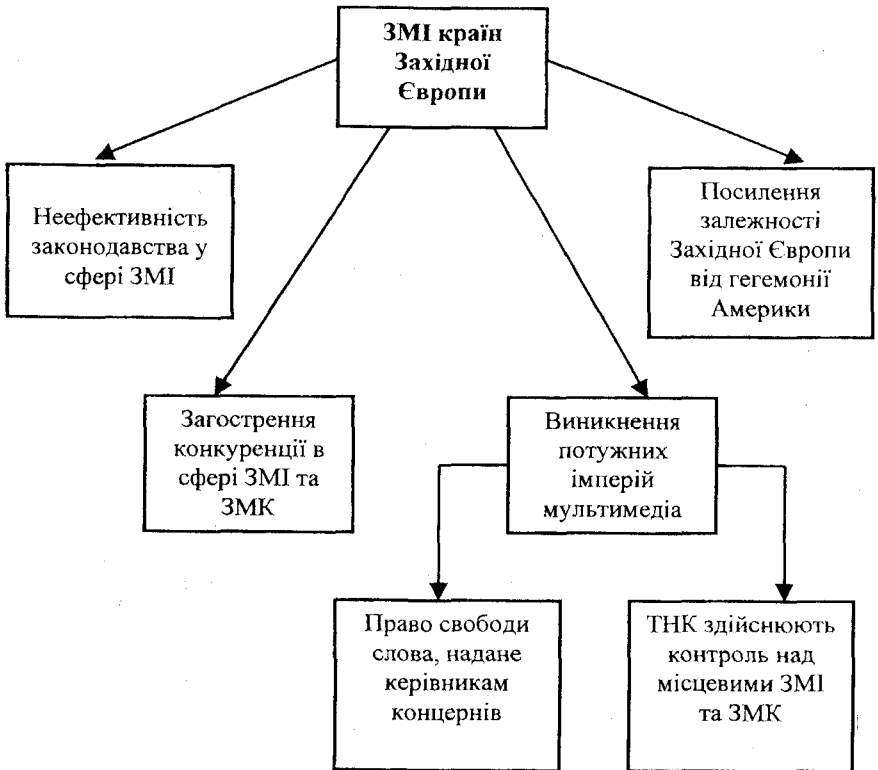 ЗМІ країн
Західної
Європи
Неефективність
законодавства у
сфері ЗМІ
Посилення
залежності
Західної Європи
від гегемонії
Америки
Загострення
конкуренції в
сфері ЗМІ та
ЗМК
Виникнення
потужних
імперій
мультимедіа
Право свободи
слова, надане
керівникам
концернів
ТНК здійснюють
контроль над
місцевими ЗМІ
та ЗМК